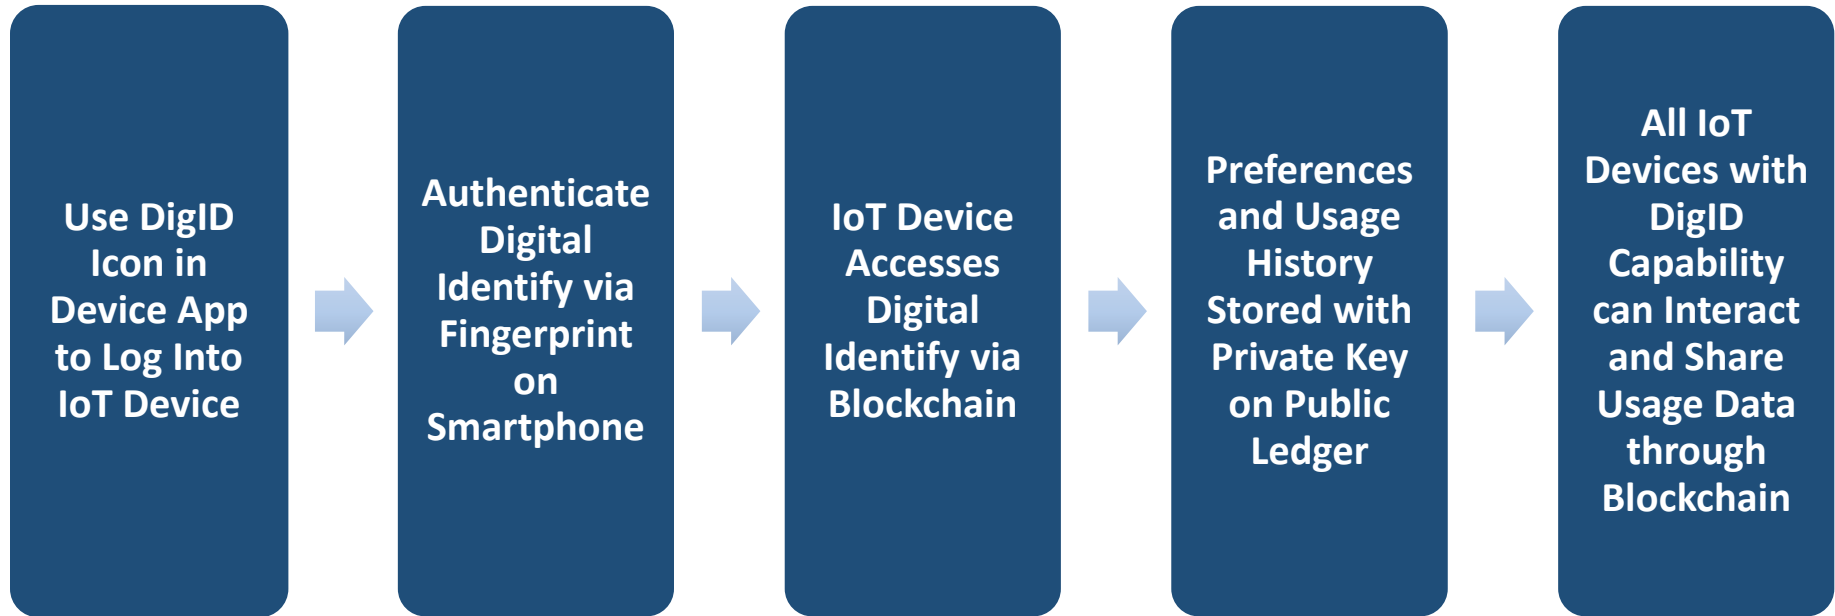 Use DigID
Icon in
Device App
to Log Into
IoT Device
Authenticate
Digital
Identify via
Fingerprint
on
Smartphone
IoT Device
Accesses
Digital
Identify via
Blockchain
Preferences
and Usage
History
Stored with
Private Key
on Public
Ledger
All IoT
Devices with
DigID
Capability
can Interact
and Share
Usage Data
through
Blockchain